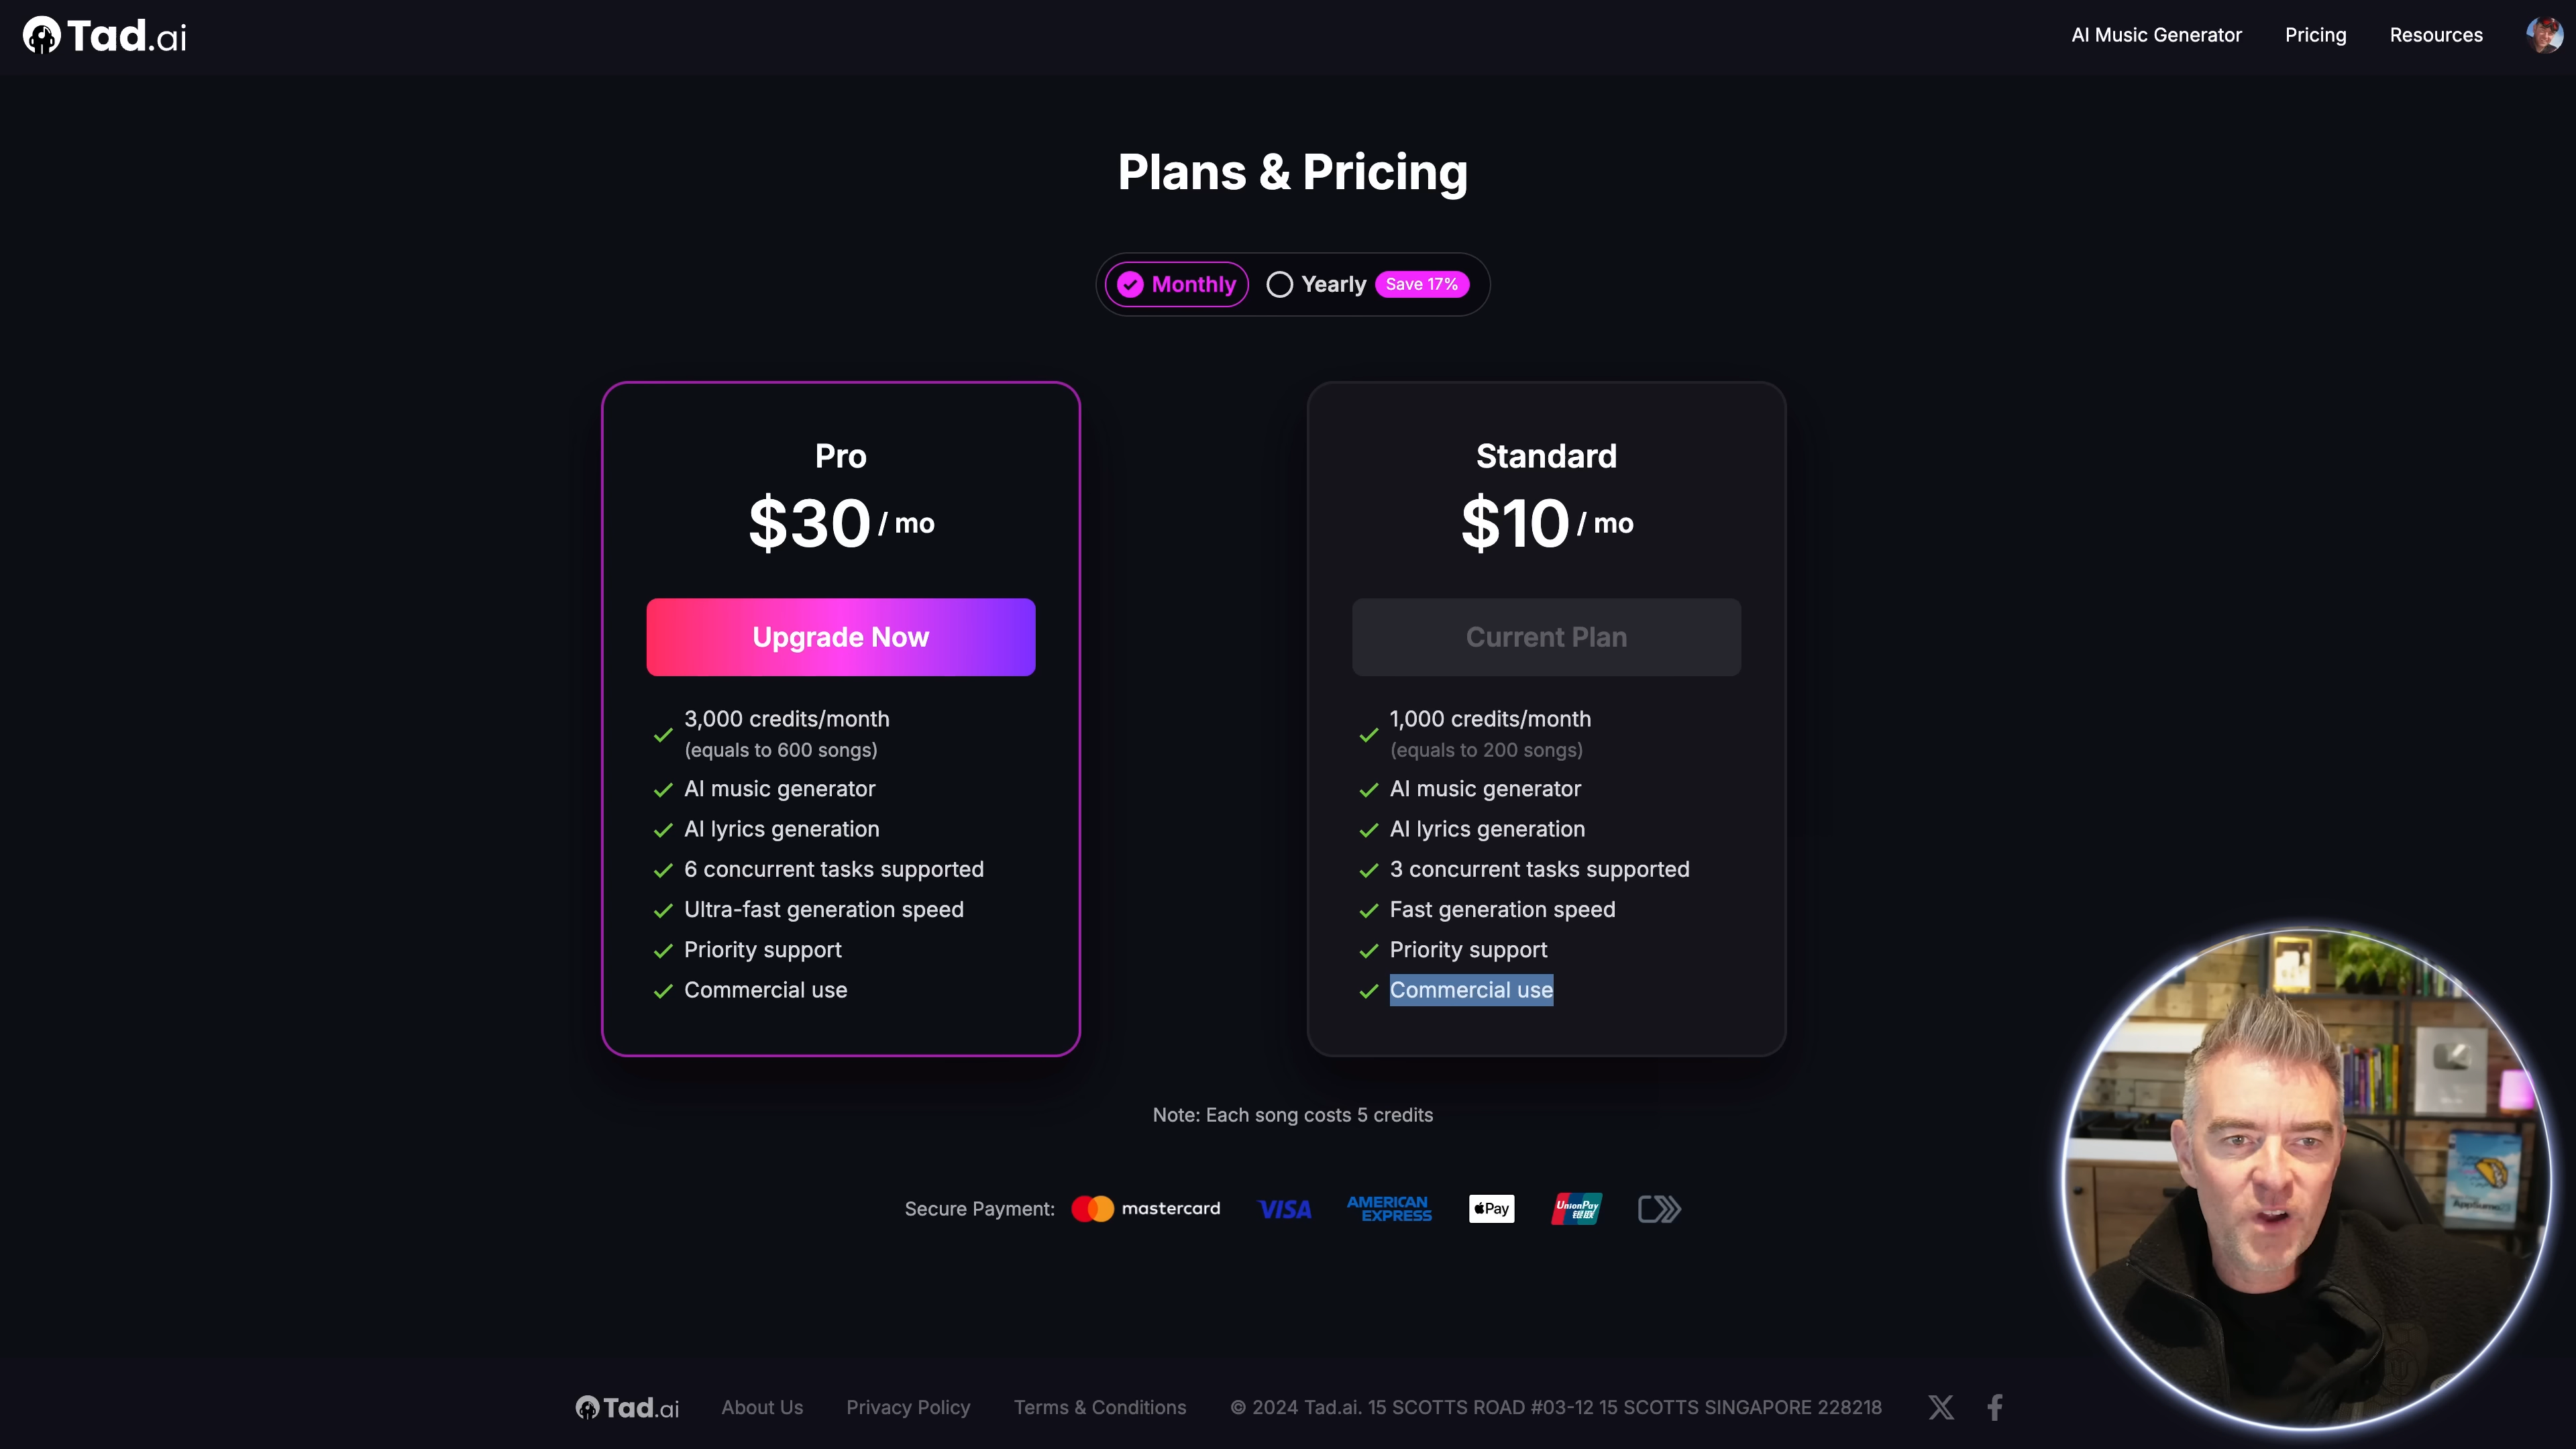 Tad.ai
AI Music Generator
Pricing
Resources
Plans & Pricing
Monthly
Yearly
Save 17%
Pro
$30 / mo
Upgrade Now
3,000 credits/month
(equals to 600 songs)
AI music generator
AI lyrics generation
6 concurrent tasks supported
Ultra-fast generation speed
Priority support
Commercial use
Standard
$10 / mo
Current Plan
1,000 credits/month
(equals to 200 songs)
AI music generator
AI lyrics generation
3 concurrent tasks supported
Fast generation speed
Priority support
Commercial use
Note: Each song costs 5 credits
Secure Payment:
mastercard
VISA
AMERICAN
EXPRESS
Pay
UnionPay
银联
Tad.ai
About Us
Privacy Policy
Terms & Conditions
© 2024 Tad.ai. 15 SCOTTS ROAD #03-12 15 SCOTTS SINGAPORE 228218